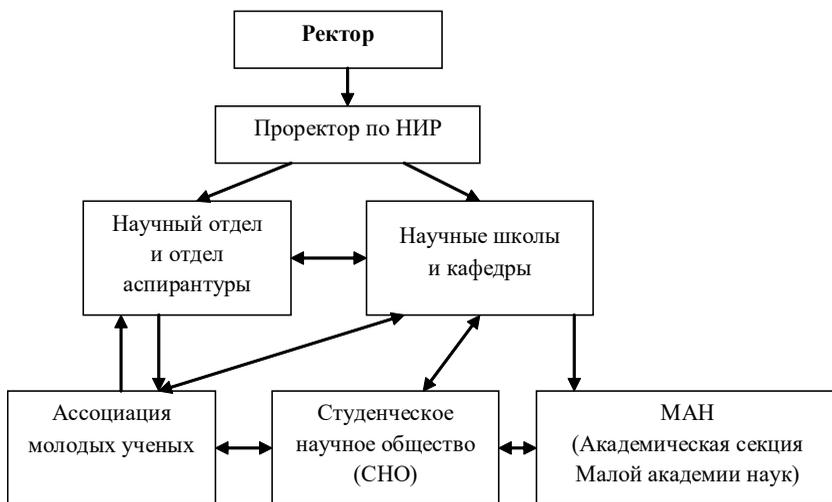 Ректор
Проректор по НИР
Научный отдел
и отдел
аспирантуры
Научные школы
и кафедры
Ассоциация
молодых ученых
Студенческое
научное общество
(СНО)
МАН
(Академическая секция
Малой академии наук)